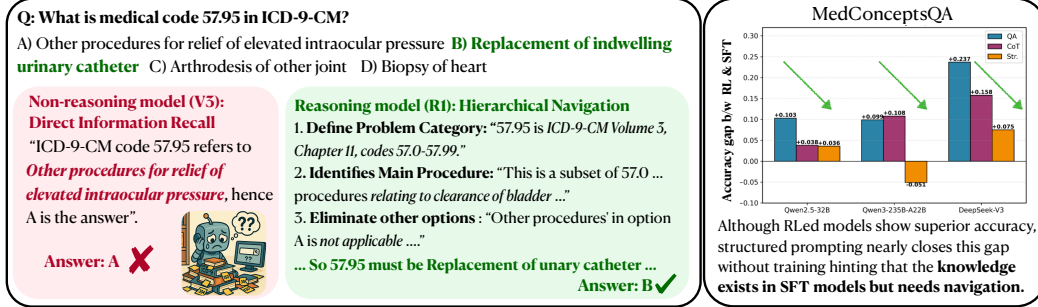 Q: What is medical code 57.95 in ICD-9-CM?
A) Other procedures for relief of elevated intraocular pressure B) Replacement of indwelling
urinary catheter C) Arthrodesis of other joint D) Biopsy of heart
Non-reasoning model (V3):
Direct Information Recall
"ICD-9-CM code 57.95 refers to
Other procedures for relief of
elevated intraocular pressure, hence
A is the answer".
??
Answer: A ✘
Reasoning model (R1): Hierarchical Navigation
1. Define Problem Category: "57.95 is ICD-9-CM Volume 3,
Chapter 11, codes 57.0-57.99."
2. Identifies Main Procedure: "This is a subset of 57.0 ...
procedures relating to clearance of bladder ..."
3. Eliminate other options : "Other procedures' in option
A is not applicable ...."
... So 57.95 must be Replacement of unary catheter ...
Answer: B ✔
MedConceptsQA
Accuracy gap b/w RL & SFT
0.30
0.25
0.20
0.15
0.10
0.05
0.00
−0.05
−0.10
QA
CoT
Str.
+0.103
+0.038
+0.036
+0.099
+0.108
-0.051
+0.237
+0.158
+0.075
Qwen2.5-32B
Qwen3-235B-A22B
DeepSeek-V3
Although RLed models show superior accuracy,
structured prompting nearly closes this gap
without training hinting that the knowledge
exists in SFT models but needs navigation.